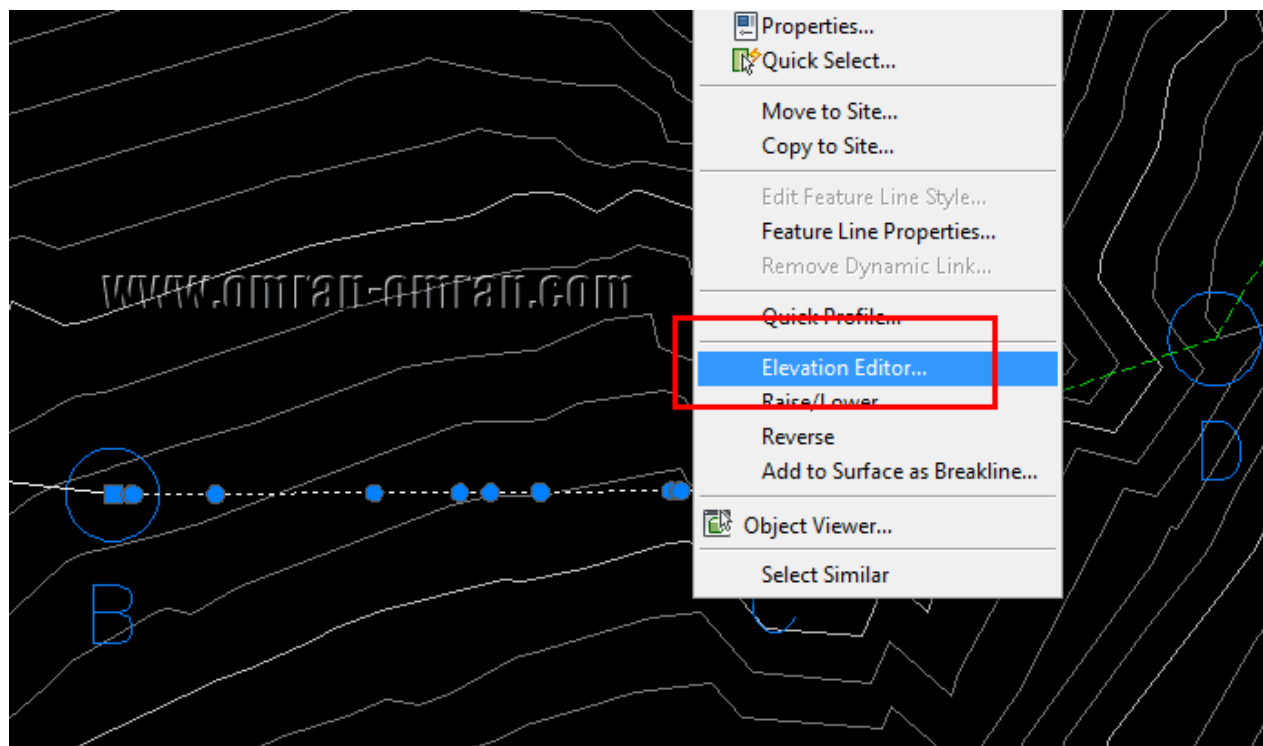 Properties...
Quick Select...
Move to Site...
Copy to Site...
Edit Feature Line Style...
Feature Line Properties...
Remove Dynamic Link...
www.omran-omran.com
Quick Profile...
Elevation Editor...
Raise/Lower
Reverse
Add to Surface as Breakline...
Object Viewer...
Select Similar
B
C
D